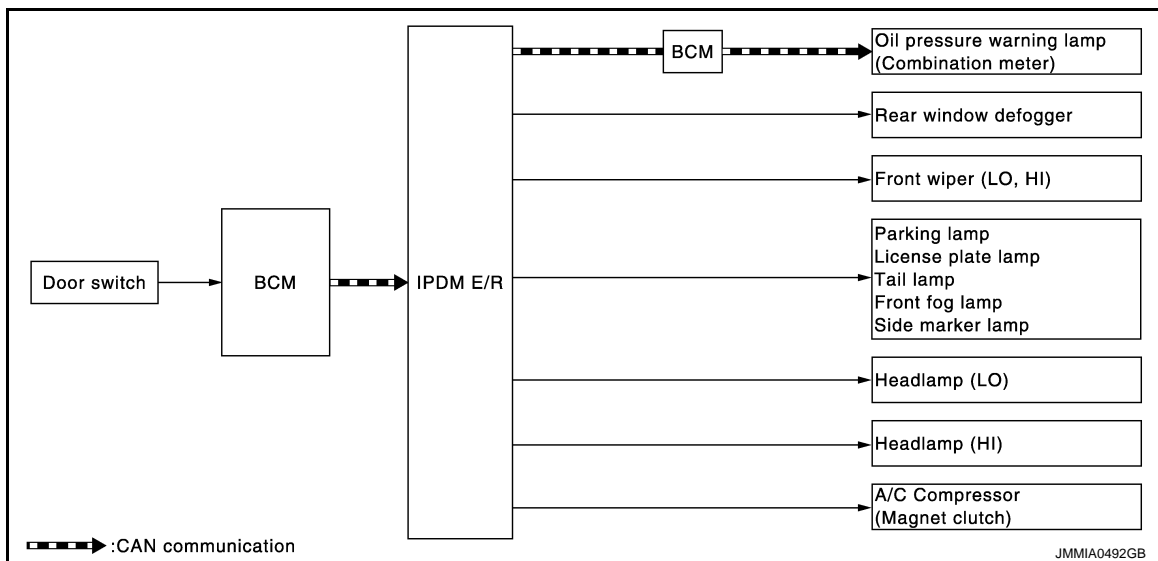 Door switch
BCM
IPDM E/R
BCM
Oil pressure warning lamp
(Combination meter)
Rear window defogger
Front wiper (LO, HI)
Parking lamp
License plate lamp
Tail lamp
Front fog lamp
Side marker lamp
Headlamp (LO)
Headlamp (HI)
A/C Compressor
(Magnet clutch)
:CAN communication
JMMIA0492GB